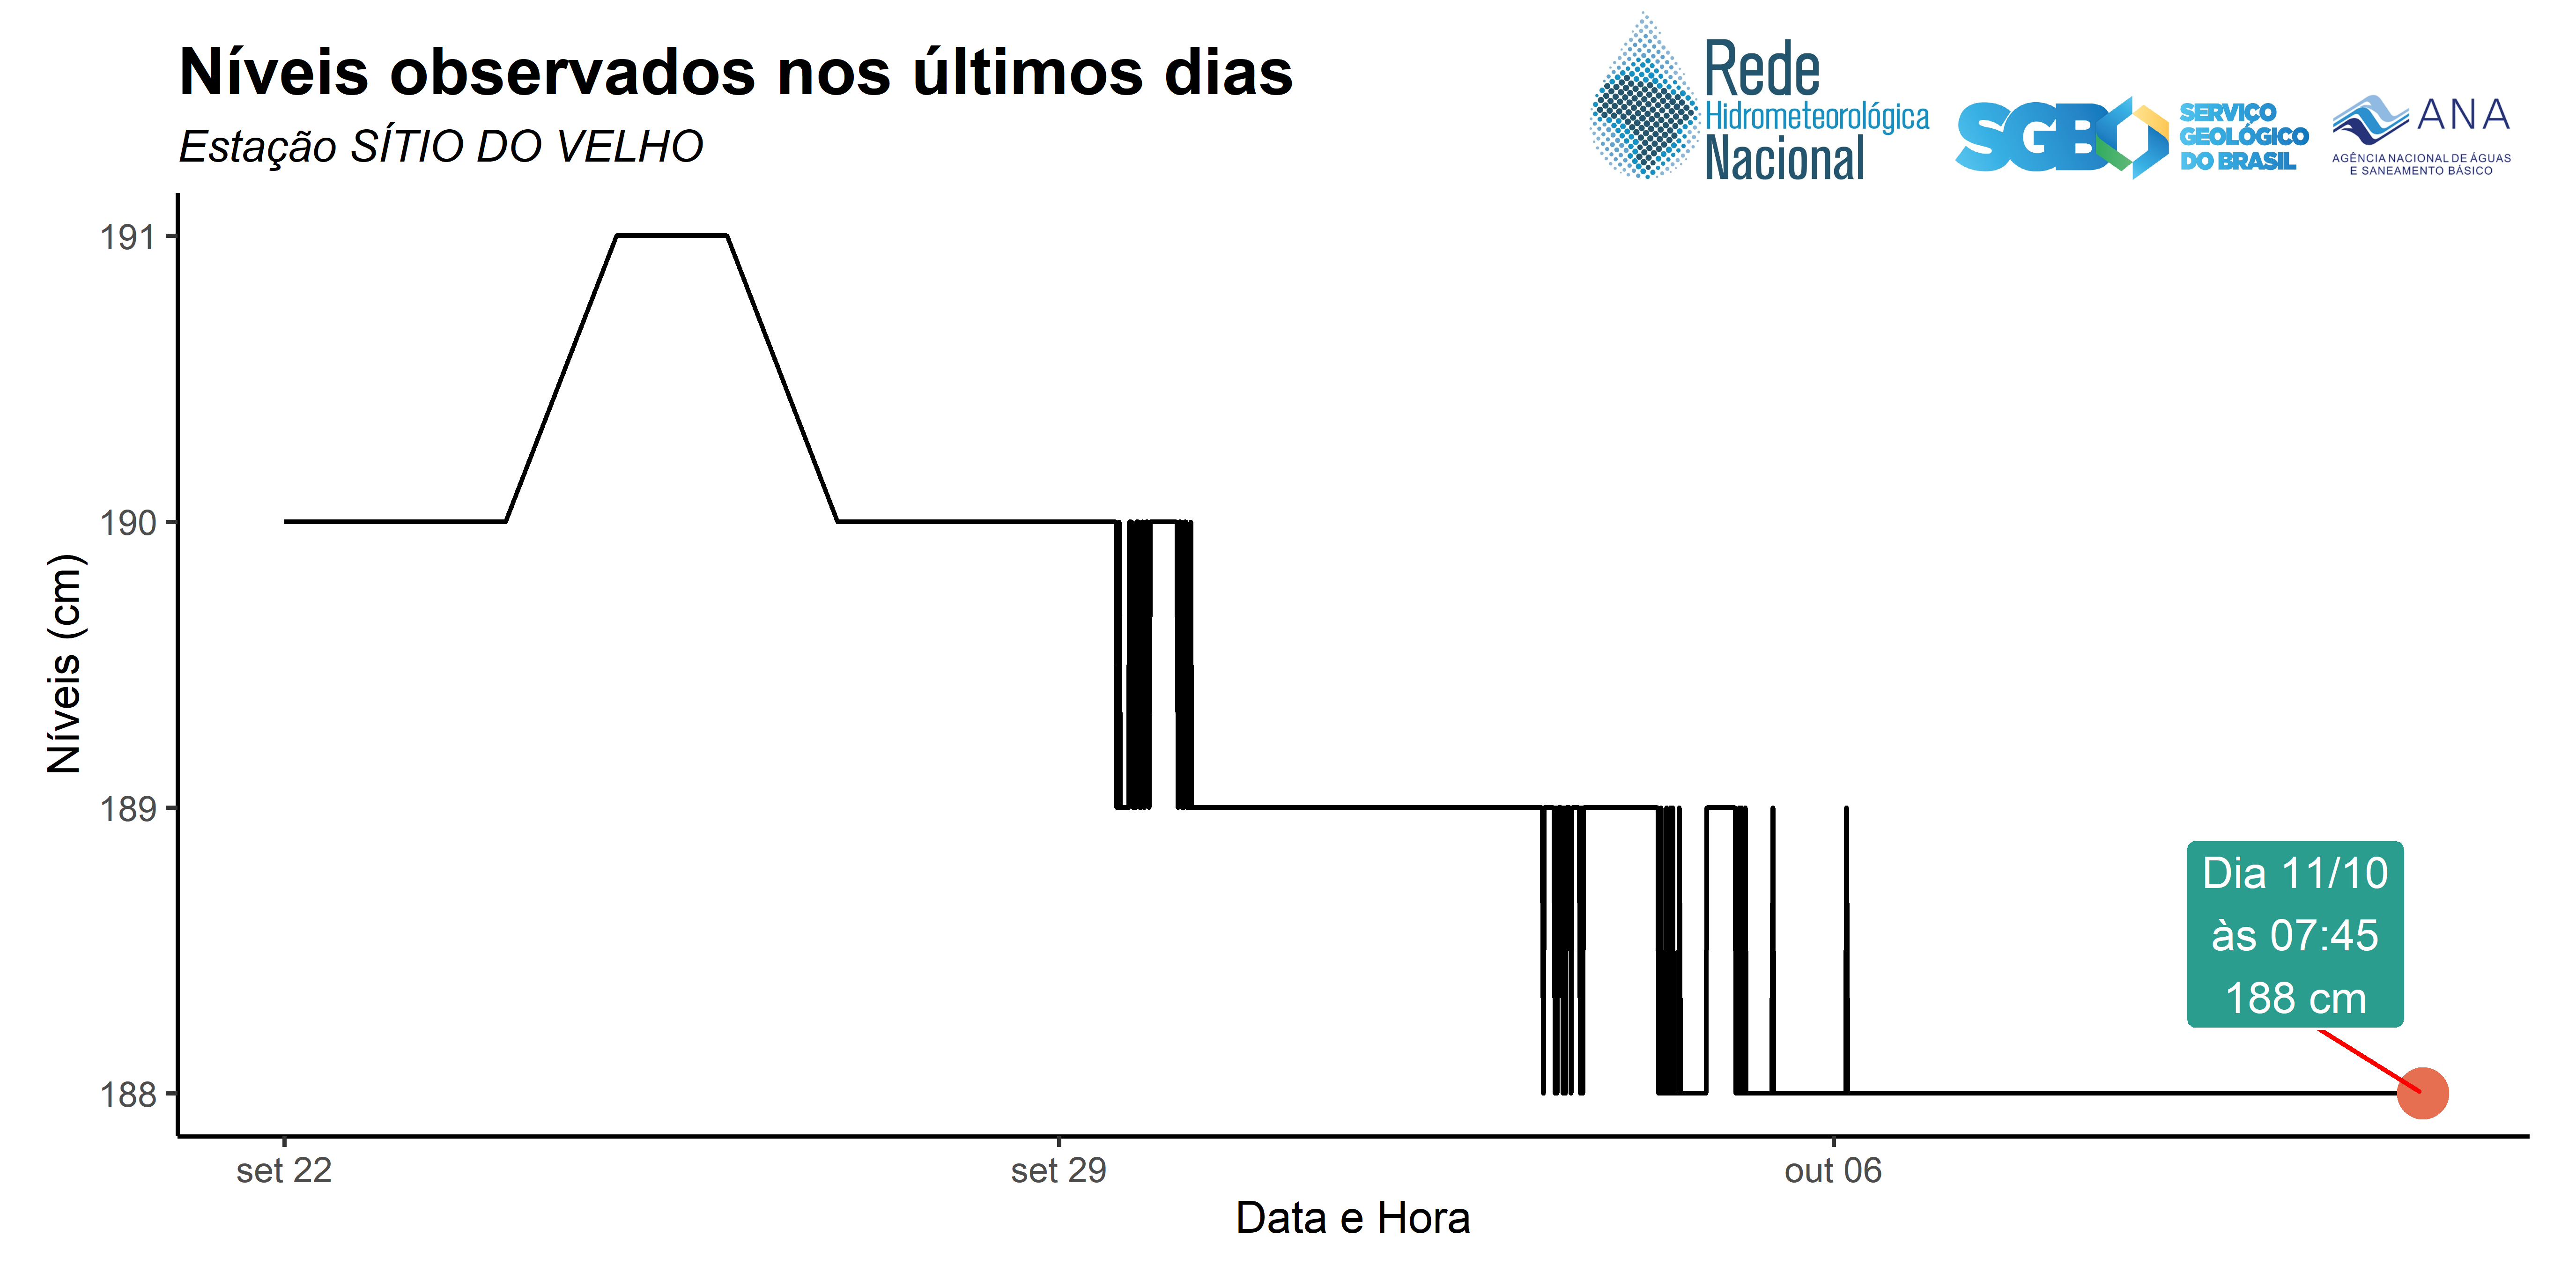 Níveis observados nos últimos dias
Estação SÍTIO DO VELHO
Rede
Hidrometeorológica
Nacional
SGB
SERVIÇO
GEOLÓGICO
DO BRASIL
ANA
AGÊNCIA NACIONAL DE ÁGUAS
E SANEAMENTO BÁSICO
Níveis (cm)
191
190
189
188
Dia 11/10
às 07:45
188 cm
set 22
set 29
out 06
Data e Hora